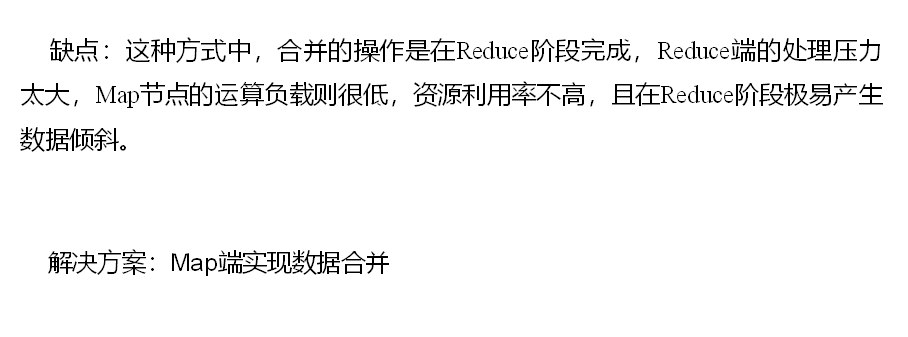 缺点：这种方式中，合并的操作是在Reduce阶段完成，Reduce端的处理压力
太大，Map节点的运算负载则很低，资源利用率不高，且在Reduce阶段极易产生
数据倾斜。
解决方案：Map端实现数据合并